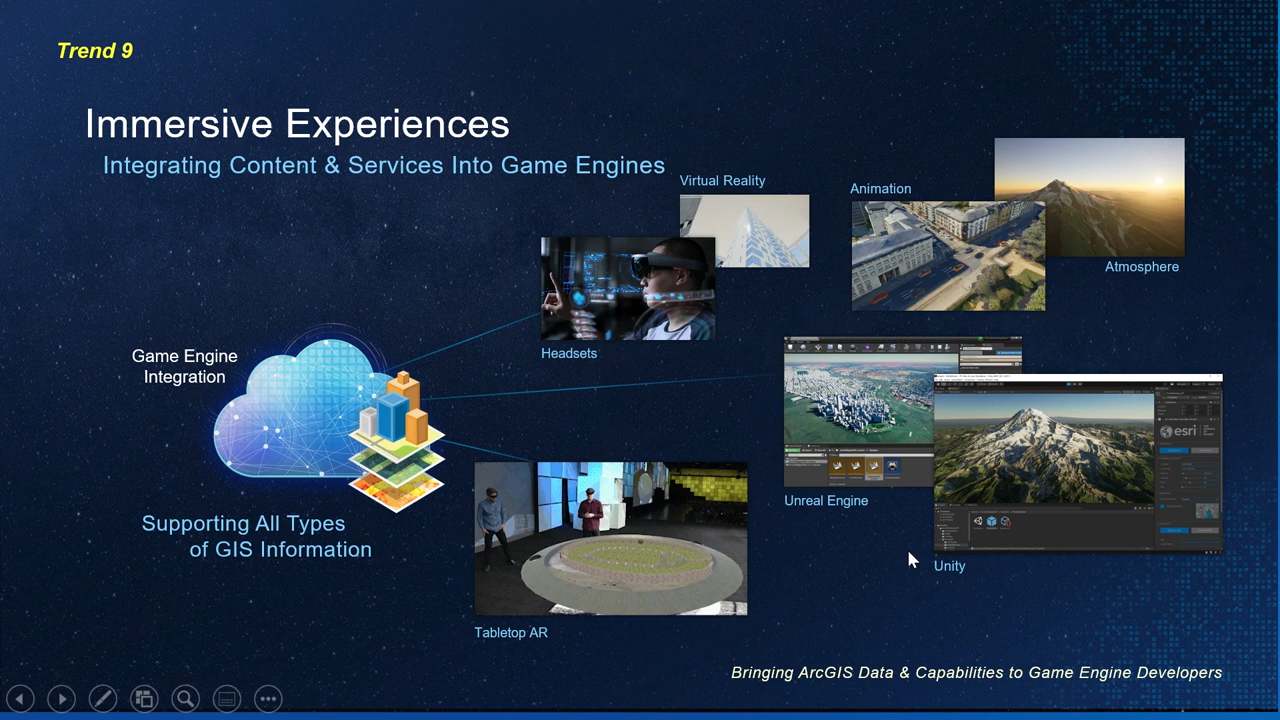 Trend 9
Immersive Experiences
Integrating Content & Services Into Game Engines
Virtual Reality
Animation
Atmosphere
Headsets
Game Engine
Integration
esri
Unreal Engine
Supporting All Types
of GIS Information
Unity
Tabletop AR
Bringing ArcGIS Data & Capabilities to Game Engine Developers